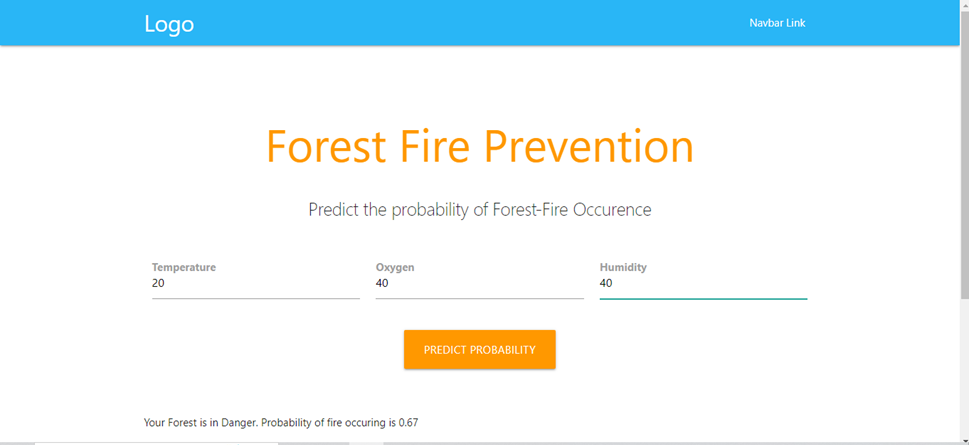 Logo
Navbar Link
Forest Fire Prevention
Predict the probability of Forest-Fire Occurence
Temperature Oxygen Humidity
20 40 40
PREDICT PROBABILITY
Your Forest is in Danger. Probability of fire occuring is 0.67